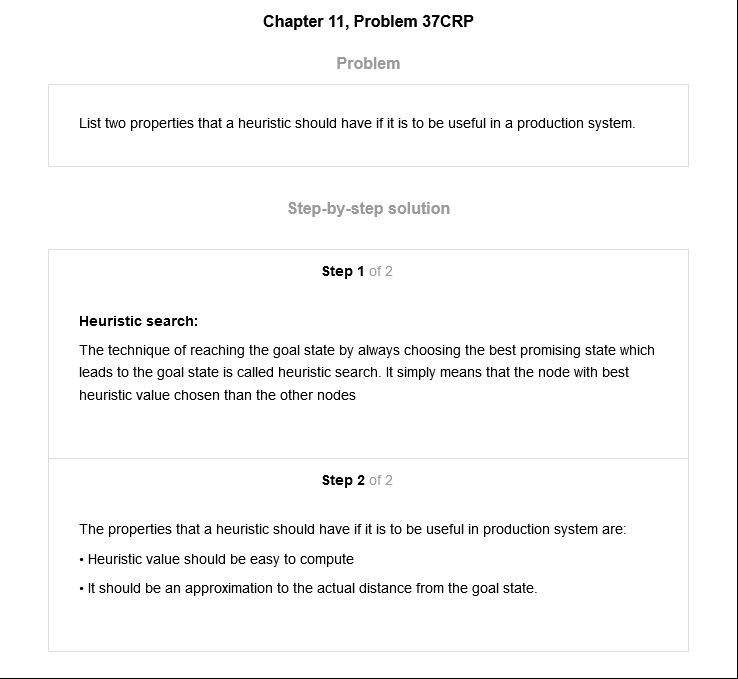 Chapter 11, Problem 37CRP
Problem
List two properties that a heuristic should have if it is to be useful in a production system.
Step-by-step solution
Step 1 of 2
Heuristic search:
The technique of reaching the goal state by always choosing the best promising state which
leads to the goal state is called heuristic search. It simply means that the node with best
heuristic value chosen than the other nodes
Step 2 of 2
The properties that a heuristic should have if it is to be useful in production system are:
• Heuristic value should be easy to compute
• It should be an approximation to the actual distance from the goal state.